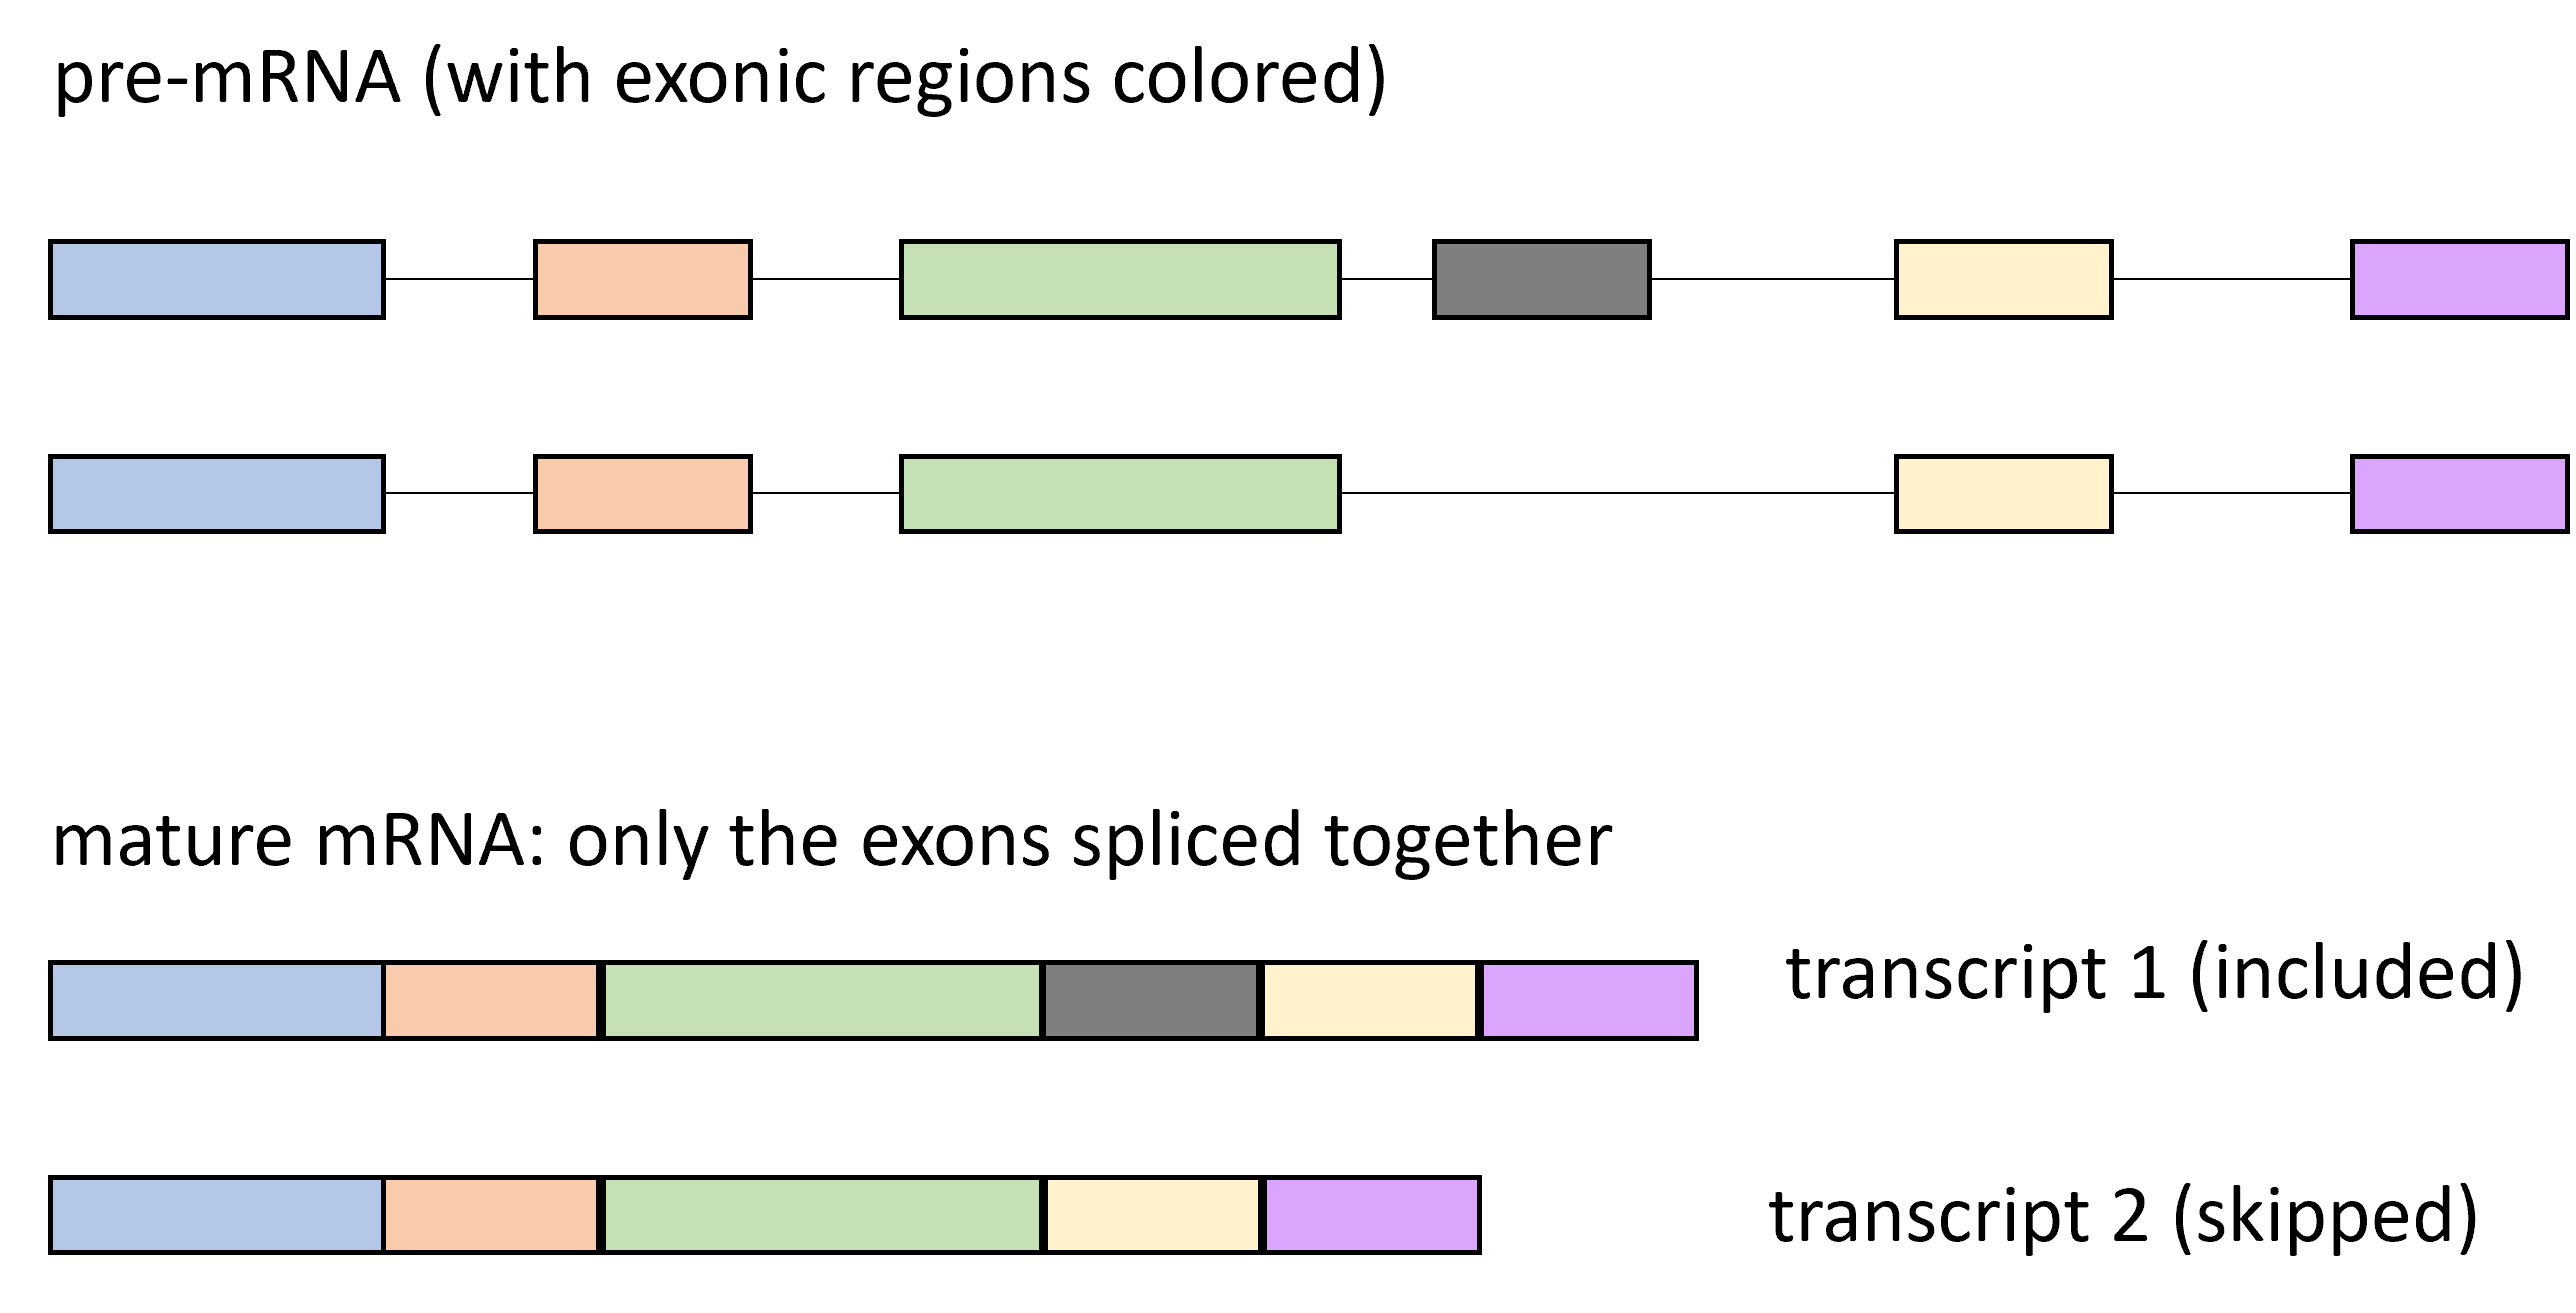 pre-mRNA (with exonic regions colored)
mature mRNA: only the exons spliced together
transcript 1 (included)
transcript 2 (skipped)